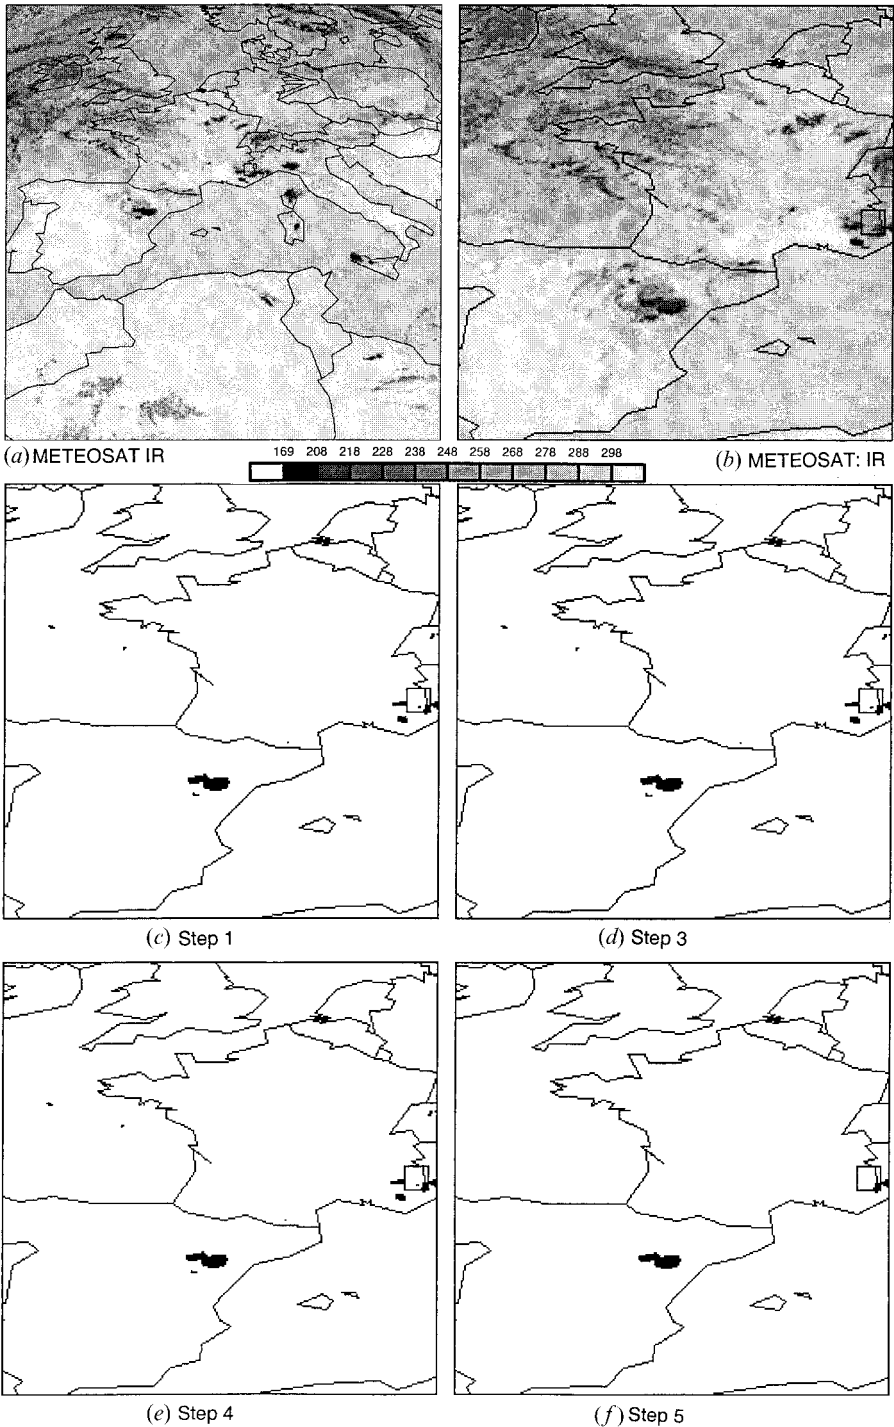 (a) METEOSAT IR
169 208 218 228 238 248 258 268 278 288 298
(b) METEOSAT: IR
(c) Step 1
(d) Step 3
(e) Step 4
(f) Step 5